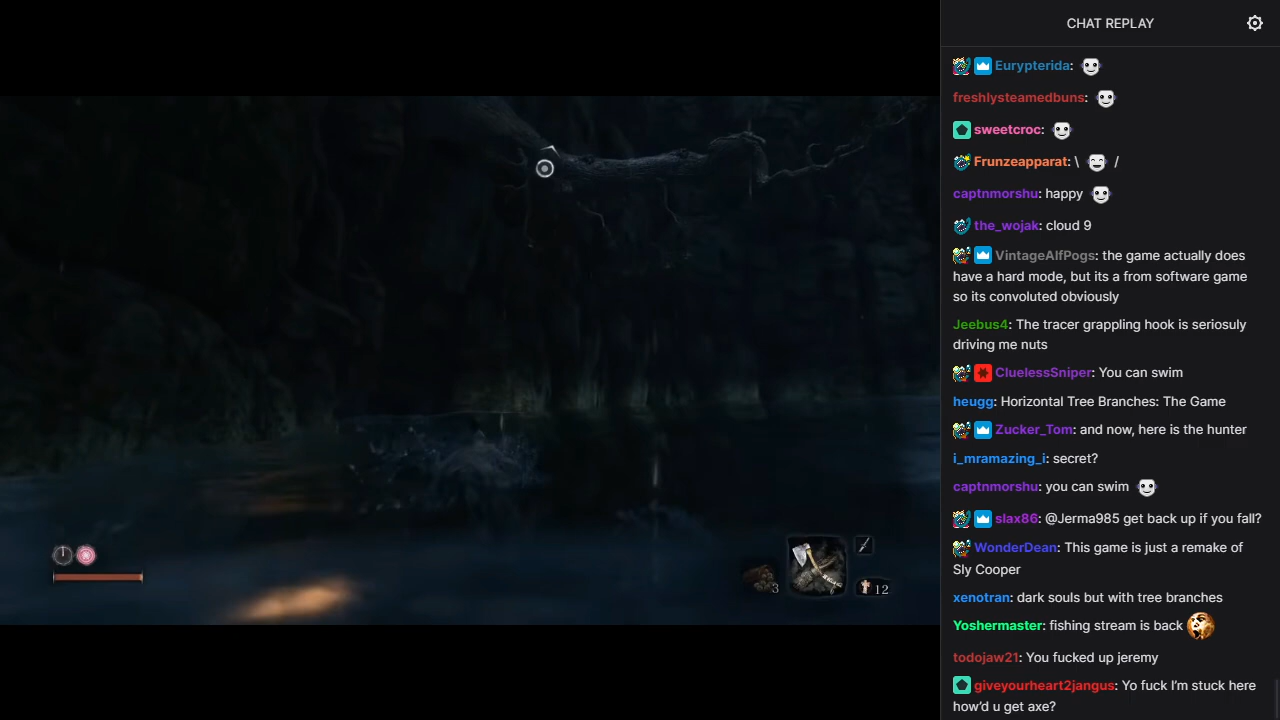 CHAT REPLAY
Eurypterida:
freshlysteamedbuns:
sweetcroc:
Frunzeapparat: \ /
captnmorshu: happy
the_wojak: cloud 9
VintageAlfPogs: the game actually does
have a hard mode, but its a from software game
so its convoluted obviously
Jeebus4: The tracer grappling hook is seriosuly
driving me nuts
CluelessSniper: You can swim
heugg: Horizontal Tree Branches: The Game
Zucker_Tom: and now, here is the hunter
i_mramazing_i: secret?
captnmorshu: you can swim
slax86: @Jerma985 get back up if you fall?
WonderDean: This game is just a remake of
Sly Cooper
xenotran: dark souls but with tree branches
Yoshermaster: fishing stream is back
todojaw21: You fucked up jeremy
giveyourheart2jangus: Yo fuck I'm stuck here
how'd u get axe?
3
6
12